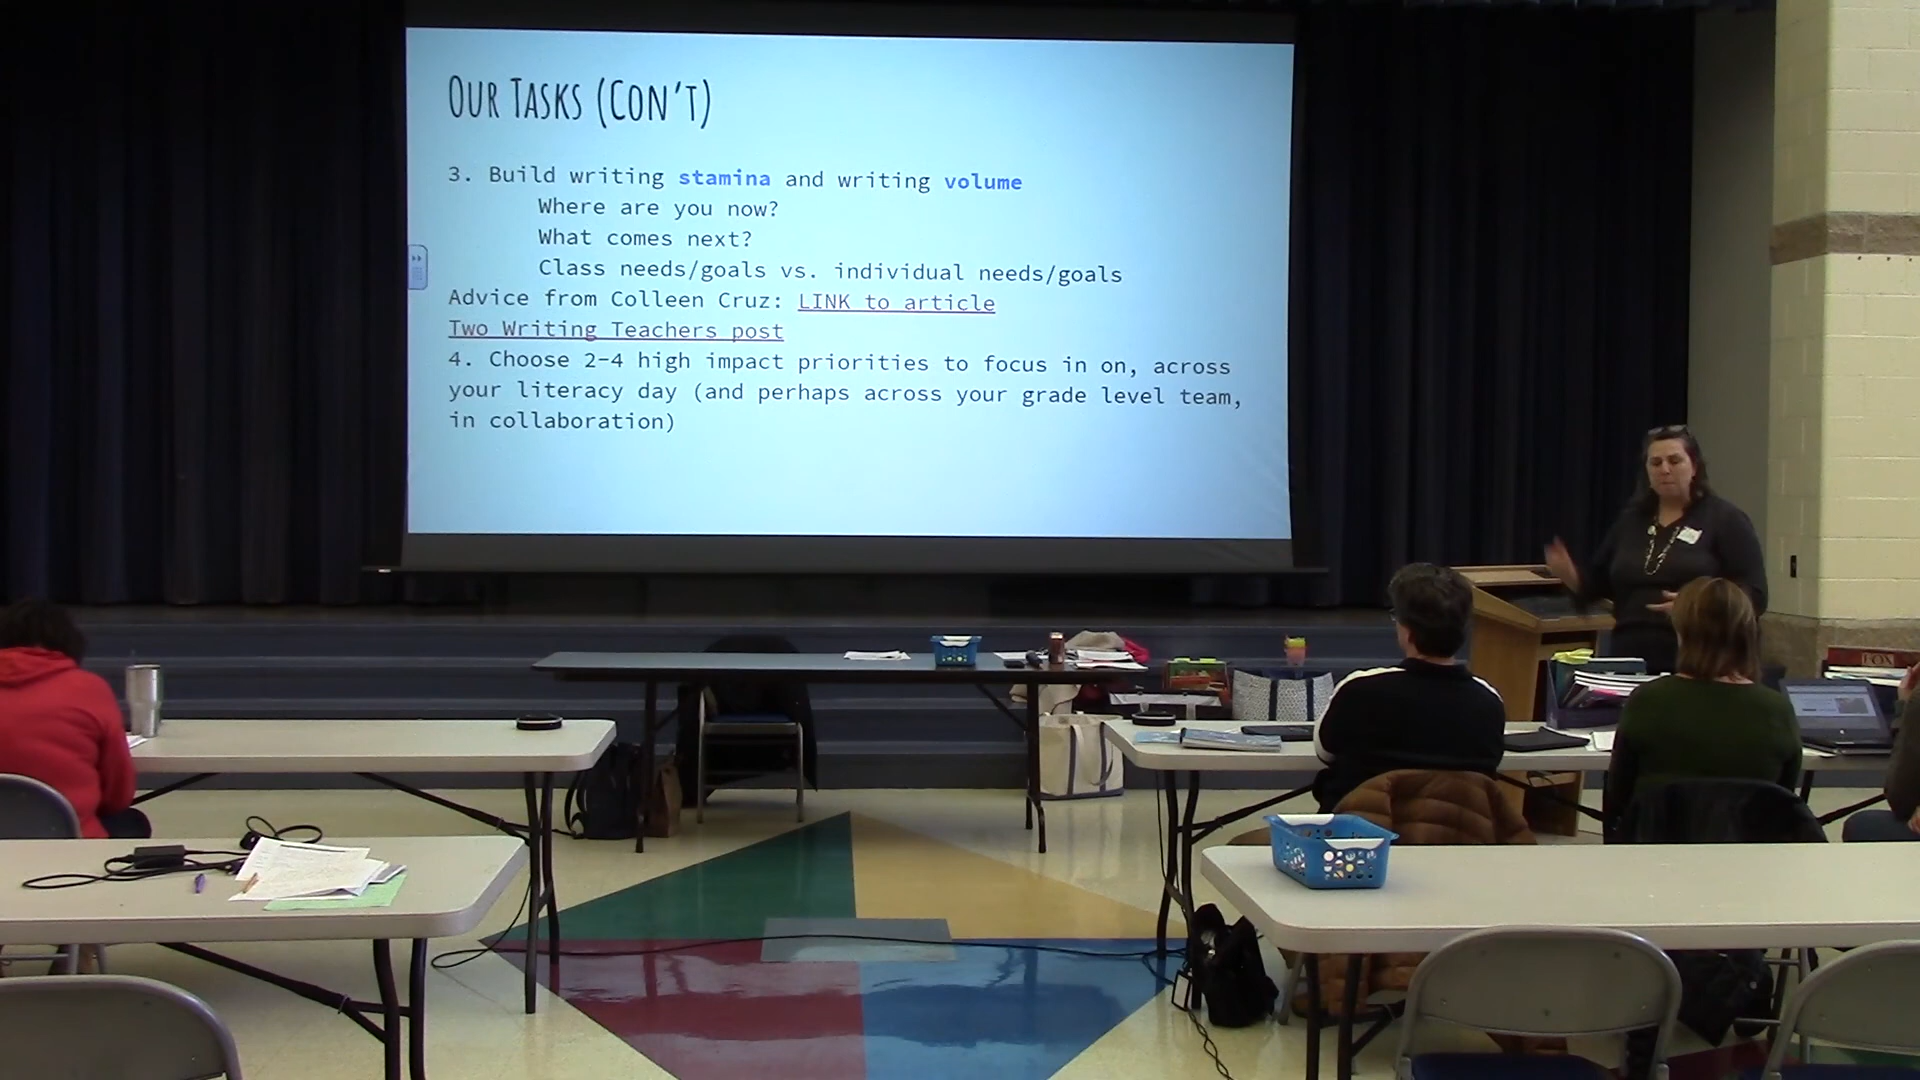 OUR TASKS (CON'T)
3. Build writing stamina and writing volume
Where are you now?
What comes next?
Class needs/goals vs. individual needs/goals
Advice from Colleen Cruz: LINK to article
Two Writing Teachers post
4. Choose 2-4 high impact priorities to focus in on, across
your literacy day (and perhaps across your grade level team,
in collaboration)
FOX